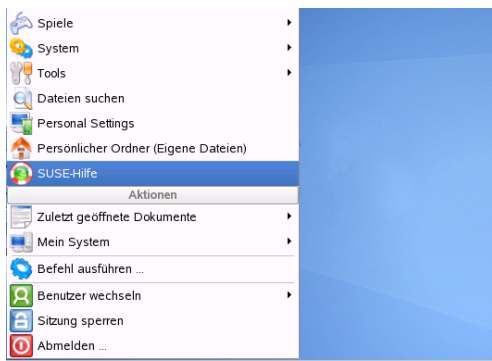 Spiele
System
Tools
Dateien suchen
Personal Settings
Persönlicher Ordner (Eigene Dateien)
SUSE-Hilfe
Aktionen
Zuletzt geöffnete Dokumente
Mein System
Befehl ausführen ...
Benutzer wechseln
Sitzung sperren
Abmelden ...